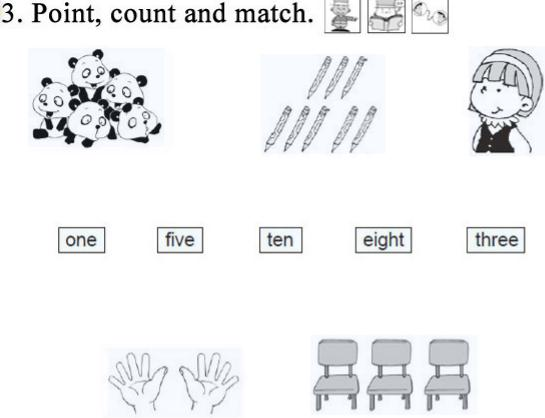 3. Point, count and match.
one five ten eight three